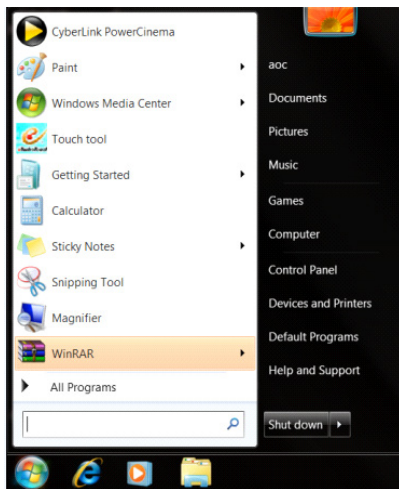 CyberLink PowerCinema
Paint
Windows Media Center
Touch tool
Getting Started
Calculator
Sticky Notes
Snipping Tool
Magnifier
WinRAR
All Programs
aoc
Documents
Pictures
Music
Games
Computer
Control Panel
Devices and Printers
Default Programs
Help and Support
Shut down